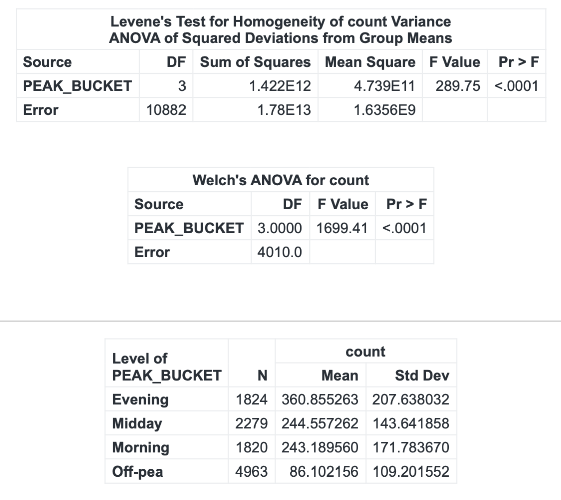 Levene's Test for Homogeneity of count Variance
ANOVA of Squared Deviations from Group Means
Source DF Sum of Squares Mean Square F Value Pr > F
PEAK_BUCKET 3 1.422E12 4.739E11 289.75 <.0001
Error 10882 1.78E13 1.6356E9
Welch's ANOVA for count
Source DF F Value Pr > F
PEAK_BUCKET 3.0000 1699.41 <.0001
Error 4010.0
Level of
PEAK_BUCKET N count
Mean Std Dev
Evening 1824 360.855263 207.638032
Midday 2279 244.557262 143.641858
Morning 1820 243.189560 171.783670
Off-pea 4963 86.102156 109.201552